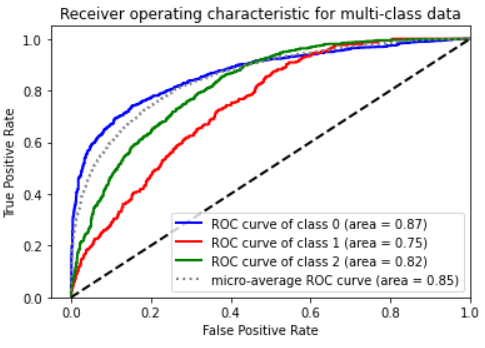 Receiver operating characteristic for multi-class data
True Positive Rate
1.0
0.8
0.6
0.4
0.2
0.0
ROC curve of class 0 (area = 0.87)
ROC curve of class 1 (area = 0.75)
ROC curve of class 2 (area = 0.82)
micro-average ROC curve (area = 0.85)
0.0 0.2 0.4 0.6 0.8 1.0
False Positive Rate